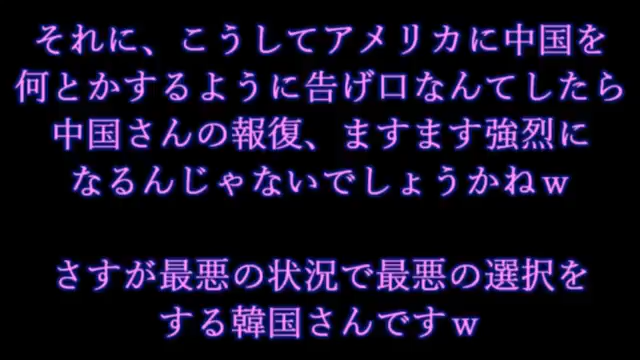 それに、こうしてアメリカに中国を
何とかするように告げ口なんてしたら
中国さんの報復、ますます強烈に
なるんじゃないでしょうかねｗ
さすが最悪の状況で最悪の選択を
する韓国さんですｗ